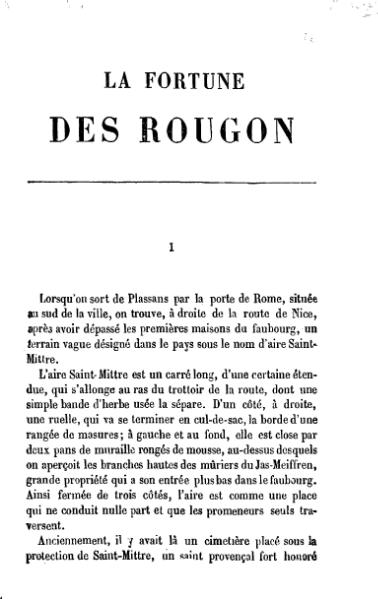 LA FORTUNE
DES ROUGON
1
Lorsqu'on sort de Plassans par la porte de Rome, située
au sud de la ville, on trouve, à droite de la route de Nice,
après avoir dépassé les premières maisons du faubourg, un
terrain vague désigné dans le pays sous le nom d'aire Saint-
Mittre.
L'aire Saint-Mittre est un carré long, d'une certaine éten-
due, qui s'allonge au ras du trottoir de la route, dont une
simple bande d'herbe usée la sépare. D'un côté, à droite,
une ruelle, qui va se terminer en cul-de-sac, la borde d'une
rangée de masures; à gauche et au fond, elle est close par
deux pans de muraille rongés de mousse, au-dessus desquels
on aperçoit les branches hautes des mûriers du Jas-Meiffren,
grande propriété qui a son entrée plus bas dans le faubourg.
Ainsi fermée de trois côtés, l'aire est comme une place
qui ne conduit nulle part et que les promeneurs seuls tra-
versent.
Anciennement, il y avait là un cimetière placé sous la
protection de Saint-Mittre, un saint provençal fort honoré